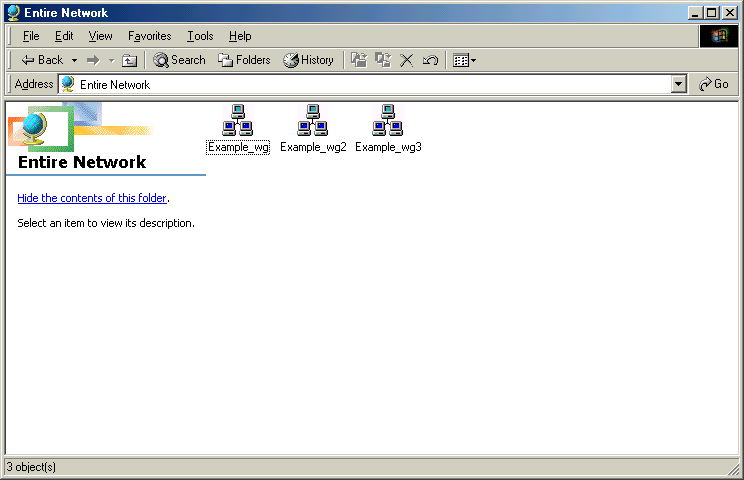 Entire Network
File Edit View Favorites Tools Help
Back Search Folders History
Address Entire Network Go
Entire Network
Hide the contents of this folder.
Select an item to view its description.
Example_wg Example_wg2 Example_wg3
3 object(s)